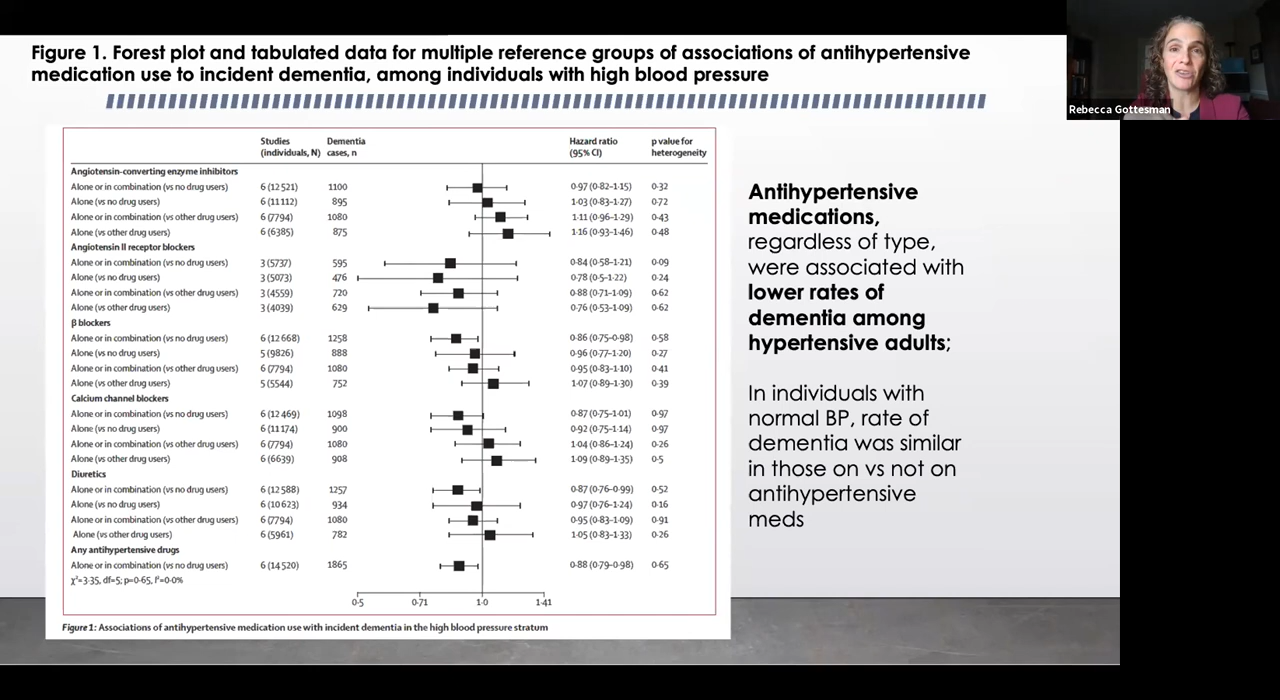 Figure 1. Forest plot and tabulated data for multiple reference groups of associations of antihypertensive
medication use to incident dementia, among individuals with high blood pressure
Rebecca Gottesman
Studies Dementia Hazard ratio p value for
(individuals, N) cases, n (95% CI) heterogeneity
Angiotensin-converting enzyme inhibitors
Alone or in combination (vs no drug users) 6 (12 521) 1100 0·97 (0·82–1·15) 0·32
Alone (vs no drug users) 6 (11 112) 895 1·03 (0·83–1·27) 0·72
Alone or in combination (vs other drug users) 6 (7794) 1080 1·11 (0·96–1·29) 0·43
Alone (vs other drug users) 6 (6385) 875 1·16 (0·93–1·46) 0·48
Angiotensin II receptor blockers
Alone or in combination (vs no drug users) 3 (5737) 595 0·84 (0·58–1·21) 0·09
Alone (vs no drug users) 3 (5073) 476 0·78 (0·5–1·22) 0·24
Alone or in combination (vs other drug users) 3 (4559) 720 0·88 (0·71–1·09) 0·62
Alone (vs other drug users) 3 (4039) 629 0·76 (0·53–1·09) 0·62
β blockers
Alone or in combination (vs no drug users) 6 (12 668) 1258 0·86 (0·75–0·98) 0·58
Alone (vs no drug users) 5 (9826) 888 0·96 (0·77–1·20) 0·27
Alone or in combination (vs other drug users) 6 (7794) 1080 0·95 (0·83–1·10) 0·41
Alone (vs other drug users) 5 (5544) 752 1·07 (0·89–1·30) 0·39
Calcium channel blockers
Alone or in combination (vs no drug users) 6 (12 469) 1098 0·87 (0·75–1·01) 0·97
Alone (vs no drug users) 6 (11 174) 900 0·92 (0·75–1·14) 0·97
Alone or in combination (vs other drug users) 6 (7794) 1080 1·04 (0·86–1·24) 0·26
Alone (vs other drug users) 6 (6639) 908 1·09 (0·89–1·35) 0·5
Diuretics
Alone or in combination (vs no drug users) 6 (12 588) 1257 0·87 (0·76–0·99) 0·52
Alone (vs no drug users) 6 (10 623) 934 0·97 (0·76–1·24) 0·16
Alone or in combination (vs other drug users) 6 (7794) 1080 0·95 (0·83–1·09) 0·91
Alone (vs other drug users) 6 (5961) 782 1·05 (0·83–1·33) 0·26
Any antihypertensive drugs
Alone or in combination (vs no drug users) 6 (14 520) 1865 0·88 (0·79–0·98) 0·65
χ²=3·35, df=5; p=0·65, I²=0·0%
0·5 0·71 1·0 1·41
Figure 1: Associations of antihypertensive medication use with incident dementia in the high blood pressure stratum
Antihypertensive
medications,
regardless of type,
were associated with
lower rates of
dementia among
hypertensive adults;
In individuals with
normal BP, rate of
dementia was similar
in those on vs not on
antihypertensive
meds